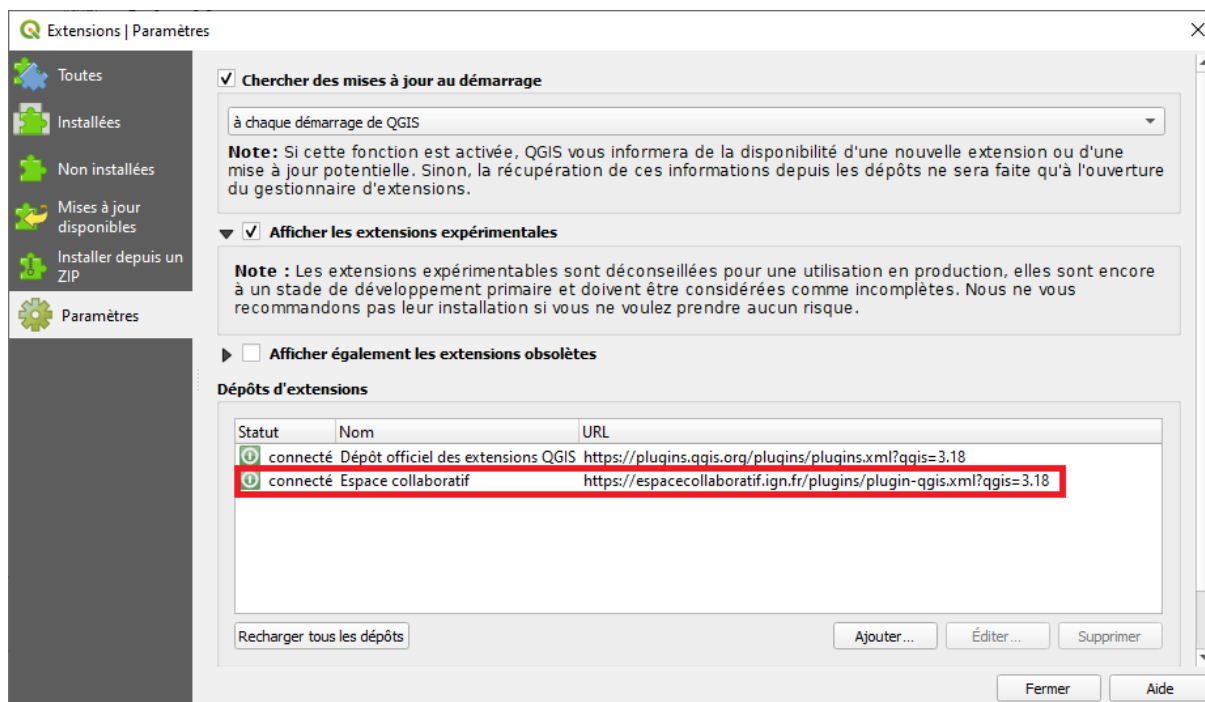 Extensions | Paramètres
Toutes
Installées
Non installées
Mises à jour
disponibles
Installer depuis un
ZIP
Paramètres
Chercher des mises à jour au démarrage
à chaque démarrage de QGIS
Note: Si cette fonction est activée, QGIS vous informera de la disponibilité d'une nouvelle extension ou d'une
mise à jour potentielle. Sinon, la récupération de ces informations depuis les dépôts ne sera faite qu'à l'ouverture
du gestionnaire d'extensions.
Afficher les extensions expérimentales
Note : Les extensions expérimentables sont déconseillées pour une utilisation en production, elles sont encore
à un stade de développement primaire et doivent être considérées comme incomplètes. Nous ne vous
recommandons pas leur installation si vous ne voulez prendre aucun risque.
Afficher également les extensions obsolètes
Dépôts d'extensions
Statut Nom URL
connecté Dépôt officiel des extensions QGIS https://plugins.qgis.org/plugins/plugins.xml?qgis=3.18
connecté Espace collaboratif https://espacecollaboratif.ign.fr/plugins/plugin-qgis.xml?qgis=3.18
Recharger tous les dépôts Ajouter... Éditer... Supprimer
Fermer Aide